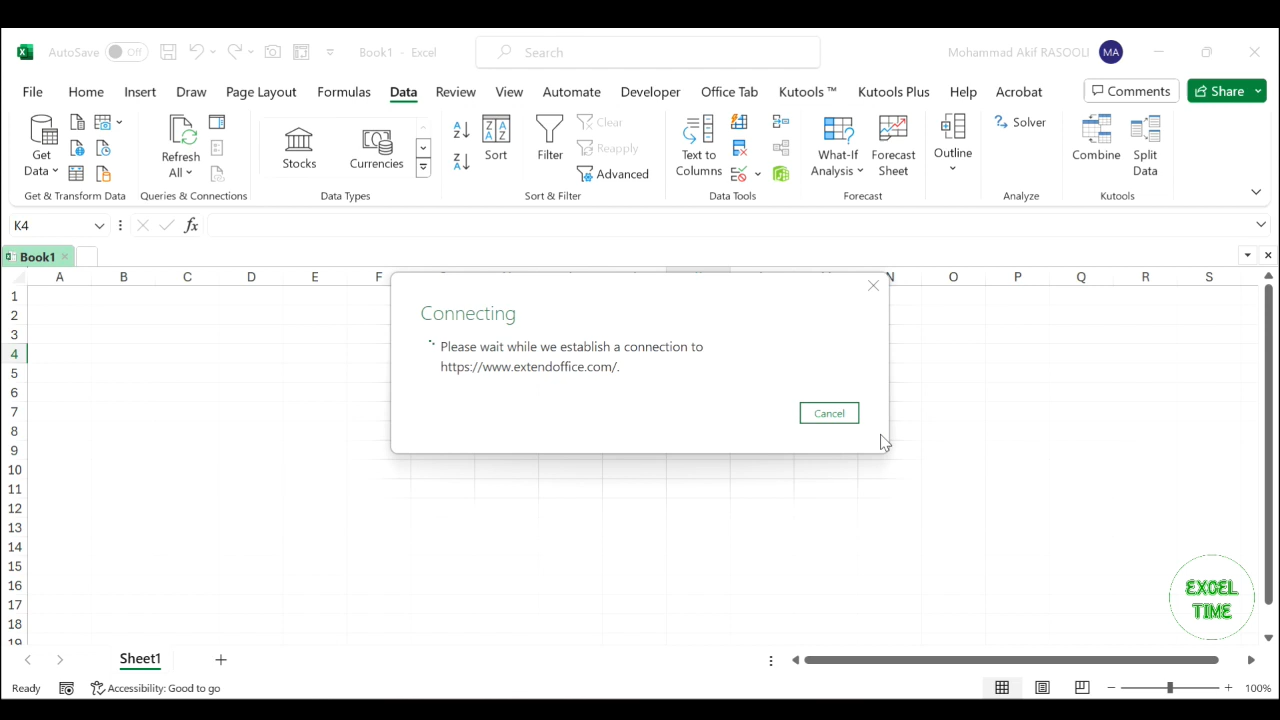 AutoSave Off Book1 - Excel Search Mohammad Akif RASOOLI MA
File Home Insert Draw Page Layout Formulas Data Review View Automate Developer Office Tab Kutools ™ Kutools Plus Help Acrobat Comments Share
Get Data
Refresh All
Stocks
Currencies
Sort
Filter
Clear
Reapply
Advanced
Text to Columns
What-If Analysis
Forecast Sheet
Outline
Solver
Combine
Split Data
Get & Transform Data Queries & Connections Data Types Sort & Filter Data Tools Forecast Analyze Kutools
K4 fx
Book1
A B C D E F N O P Q R S
1
2
3
4
5
6
7
8
9
10
11
12
13
14
15
16
17
18
19
Connecting
Please wait while we establish a connection to
https://www.extendoffice.com/.
Cancel
EXCEL
TIME
Sheet1
Ready Accessibility: Good to go 100%